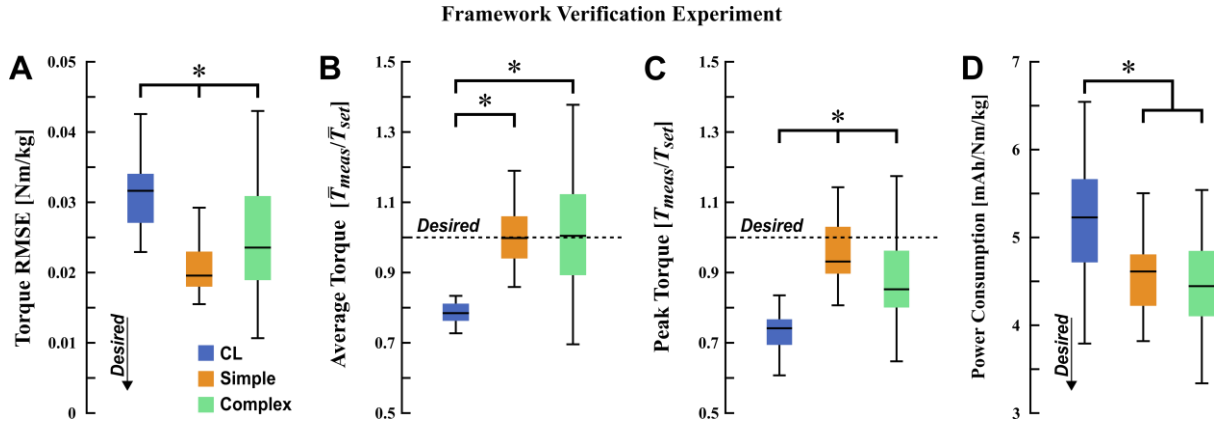 Framework Verification Experiment
A
Torque RMSE [Nm/kg]
0.05
0.04
0.03
0.02
0.01
0
*
Desired
CL
Simple
Complex
B
Average Torque [T̅meas/T̅set]
1.5
1.3
1.1
0.9
0.7
0.5
*
*
Desired
C
Peak Torque [Tmeas/Tset]
1.5
1.3
1.1
0.9
0.7
0.5
*
Desired
D
Power Consumption [mAh/Nm/kg]
7
6
5
4
3
*
Desired